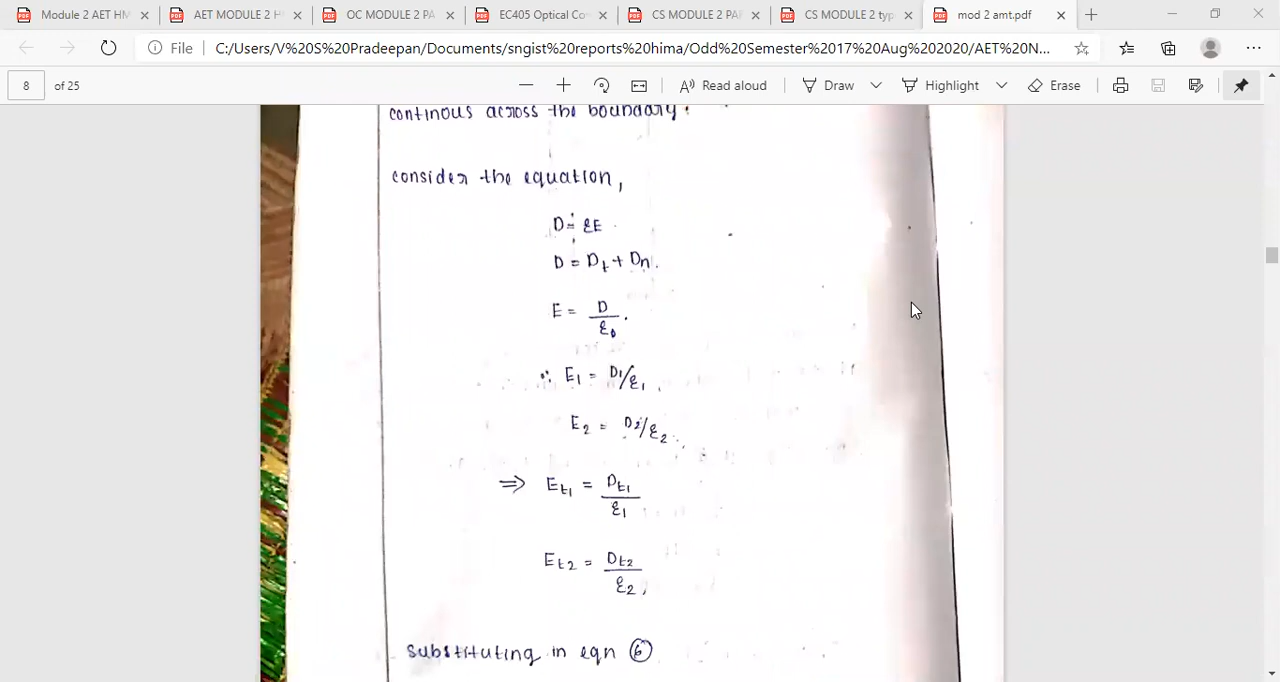 Module 2 AET HM
AET MODULE 2 H
OC MODULE 2 PA
EC405 Optical Co
CS MODULE 2 PA
CS MODULE 2 typ
mod 2 amt.pdf
File
C:/Users/V%20S%20Pradeepan/Documents/sngist%20reports%20hima/Odd%20Semester%2017%20Aug%202020/AET%20N...
8 of 25
Read aloud
Draw
Highlight
Erase
continous across the boundary.
consider the equation,
D = εE
D = Dt + Dn.
E = D/ε0.
∴ E1 = D1/ε1.
E2 = D2/ε2.
⇒ Et1 = Dt1/ε1
Et2 = Dt2/ε2,
substituting in eqn ⑥